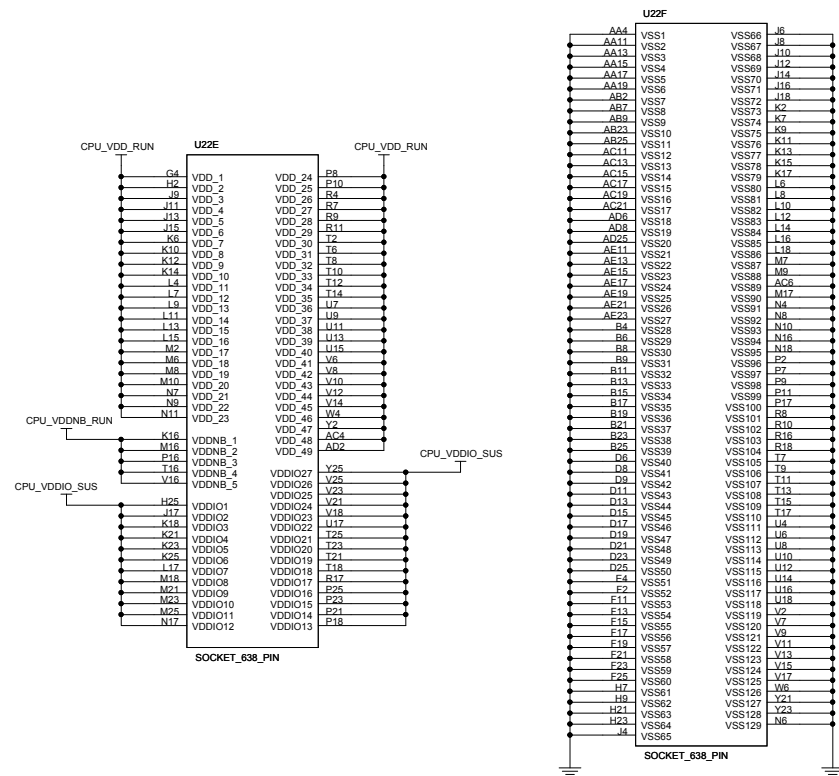 U22E
CPU_VDD_RUN
CPU_VDD_RUN
G4 VDD_1 VDD_24 P8
H2 VDD_2 VDD_25 P10
J9 VDD_3 VDD_26 R4
J11 VDD_4 VDD_27 R7
J13 VDD_5 VDD_28 R9
J15 VDD_6 VDD_29 R11
K6 VDD_7 VDD_30 T2
K10 VDD_8 VDD_31 T6
K12 VDD_9 VDD_32 T8
K14 VDD_10 VDD_33 T10
L4 VDD_11 VDD_34 T12
L7 VDD_12 VDD_35 T14
L9 VDD_13 VDD_36 U7
L11 VDD_14 VDD_37 U9
L13 VDD_15 VDD_38 U11
L15 VDD_16 VDD_39 U13
M2 VDD_17 VDD_40 U15
M6 VDD_18 VDD_41 V6
M8 VDD_19 VDD_42 V8
M10 VDD_20 VDD_43 V10
N7 VDD_21 VDD_44 V12
N9 VDD_22 VDD_45 V14
N11 VDD_23 VDD_46 W4
VDD_47 Y2
VDD_48 AC4
VDD_49 AD2
CPU_VDDNB_RUN
K16 VDDNB_1
M16 VDDNB_2
P16 VDDNB_3
T16 VDDNB_4
V16 VDDNB_5
CPU_VDDIO_SUS
CPU_VDDIO_SUS
VDDIO27 Y25
VDDIO26 V25
VDDIO25 V23
H25 VDDIO1 VDDIO24 V21
J17 VDDIO2 VDDIO23 V18
K18 VDDIO3 VDDIO22 U17
K21 VDDIO4 VDDIO21 T25
K23 VDDIO5 VDDIO20 T23
K25 VDDIO6 VDDIO19 T21
L17 VDDIO7 VDDIO18 T18
M18 VDDIO8 VDDIO17 R17
M21 VDDIO9 VDDIO16 P25
M23 VDDIO10 VDDIO15 P23
M25 VDDIO11 VDDIO14 P21
N17 VDDIO12 VDDIO13 P18
SOCKET_638_PIN
U22F
AA4 VSS1 VSS66 J6
AA11 VSS2 VSS67 J8
AA13 VSS3 VSS68 J10
AA15 VSS4 VSS69 J12
AA17 VSS5 VSS70 J14
AA19 VSS6 VSS71 J16
AB2 VSS7 VSS72 J18
AB7 VSS8 VSS73 K2
AB9 VSS9 VSS74 K7
AB23 VSS10 VSS75 K9
AB25 VSS11 VSS76 K11
AC11 VSS12 VSS77 K13
AC13 VSS13 VSS78 K15
AC15 VSS14 VSS79 K17
AC17 VSS15 VSS80 L6
AC19 VSS16 VSS81 L8
AC21 VSS17 VSS82 L10
AD6 VSS18 VSS83 L12
AD8 VSS19 VSS84 L14
AD25 VSS20 VSS85 L16
AE11 VSS21 VSS86 L18
AE13 VSS22 VSS87 M7
AE15 VSS23 VSS88 M9
AE17 VSS24 VSS89 AC6
AE19 VSS25 VSS90 M17
AE21 VSS26 VSS91 N4
AE23 VSS27 VSS92 N8
B4 VSS28 VSS93 N10
B6 VSS29 VSS94 N16
B8 VSS30 VSS95 N18
B9 VSS31 VSS96 P2
B11 VSS32 VSS97 P7
B13 VSS33 VSS98 P9
B15 VSS34 VSS99 P11
B17 VSS35 VSS100 P17
B19 VSS36 VSS101 R8
B21 VSS37 VSS102 R10
B23 VSS38 VSS103 R16
B25 VSS39 VSS104 R18
D6 VSS40 VSS105 T7
D8 VSS41 VSS106 T9
D9 VSS42 VSS107 T11
D11 VSS43 VSS108 T13
D13 VSS44 VSS109 T15
D15 VSS45 VSS110 T17
D17 VSS46 VSS111 U4
D19 VSS47 VSS112 U6
D21 VSS48 VSS113 U8
D23 VSS49 VSS114 U10
D25 VSS50 VSS115 U12
E4 VSS51 VSS116 U14
F2 VSS52 VSS117 U16
F11 VSS53 VSS118 U18
F13 VSS54 VSS119 V2
F15 VSS55 VSS120 V7
F17 VSS56 VSS121 V9
F19 VSS57 VSS122 V11
F21 VSS58 VSS123 V13
F23 VSS59 VSS124 V15
F25 VSS60 VSS125 V17
H7 VSS61 VSS126 W6
H9 VSS62 VSS127 Y21
H21 VSS63 VSS128 Y23
H23 VSS64 VSS129 N6
J4 VSS65
SOCKET_638_PIN